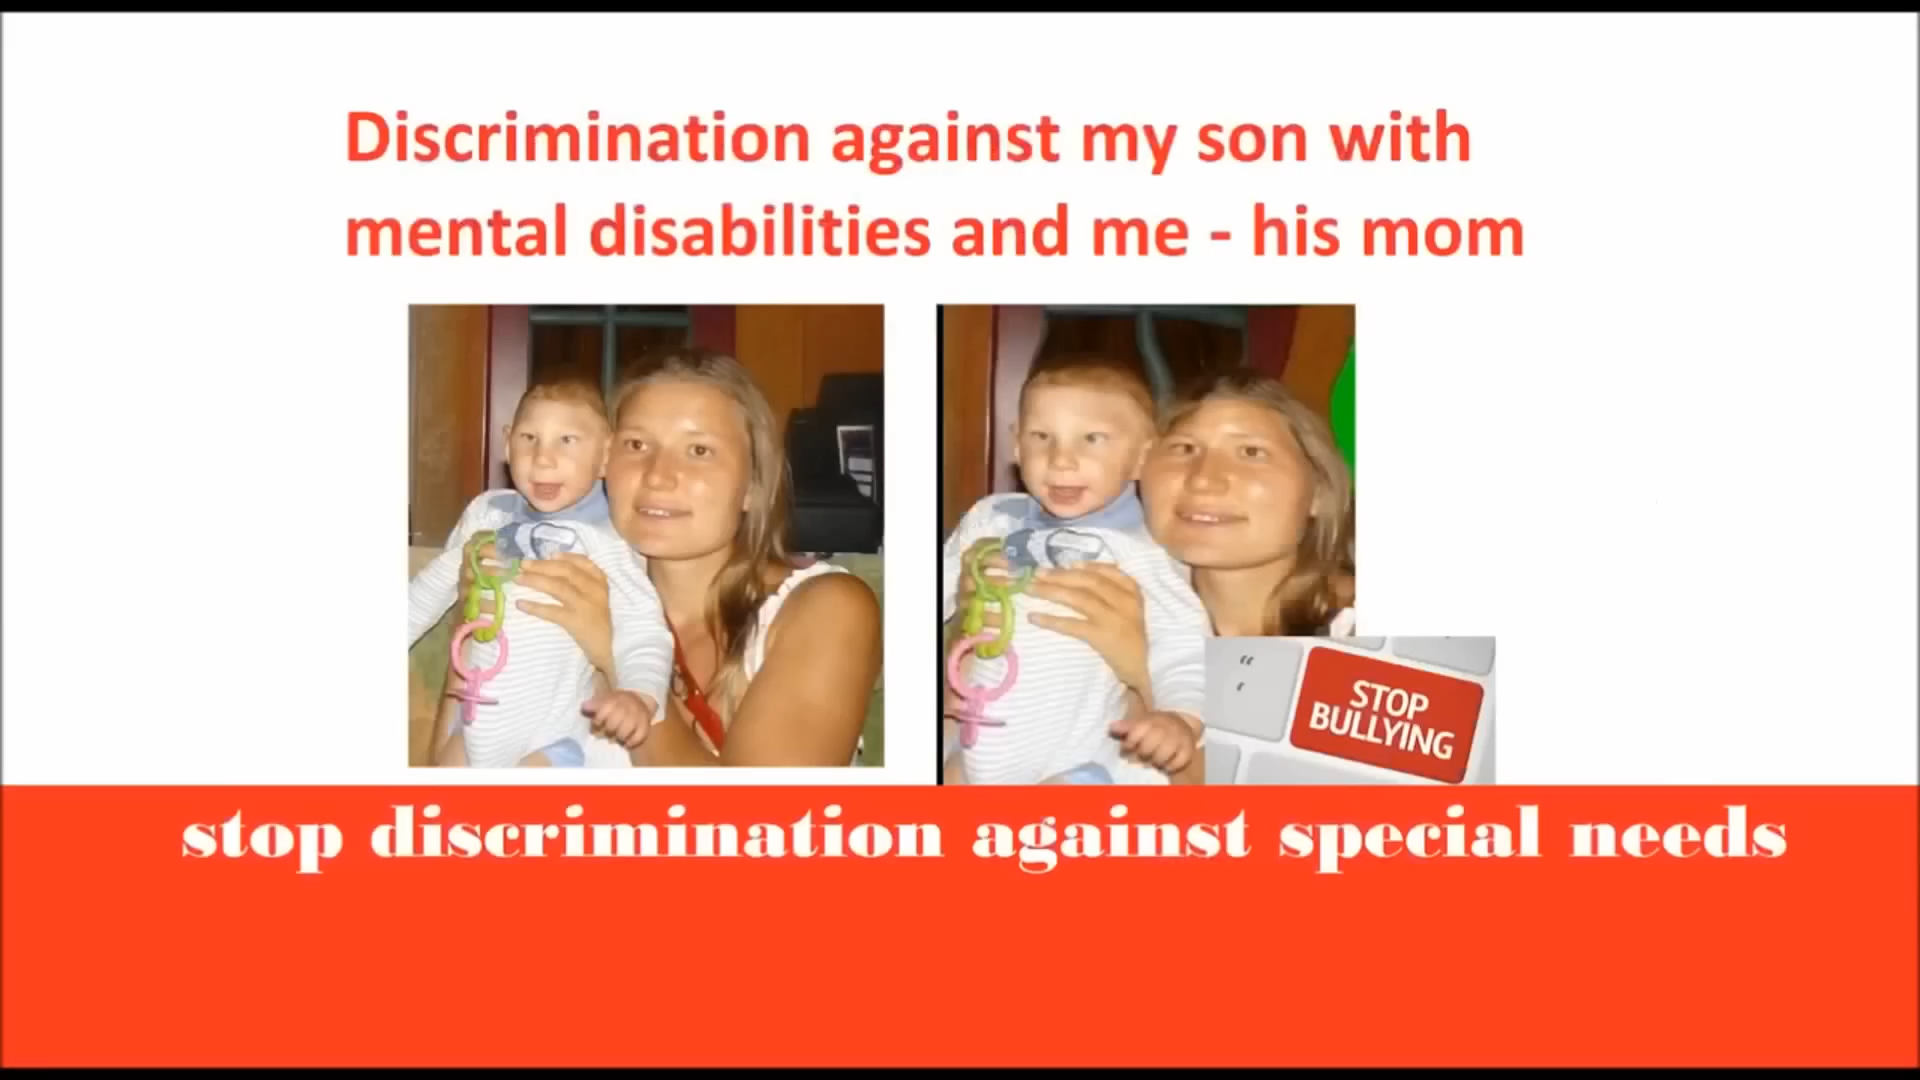 Discrimination against my son with
mental disabilities and me - his mom
STOP
BULLYING
stop discrimination against special needs